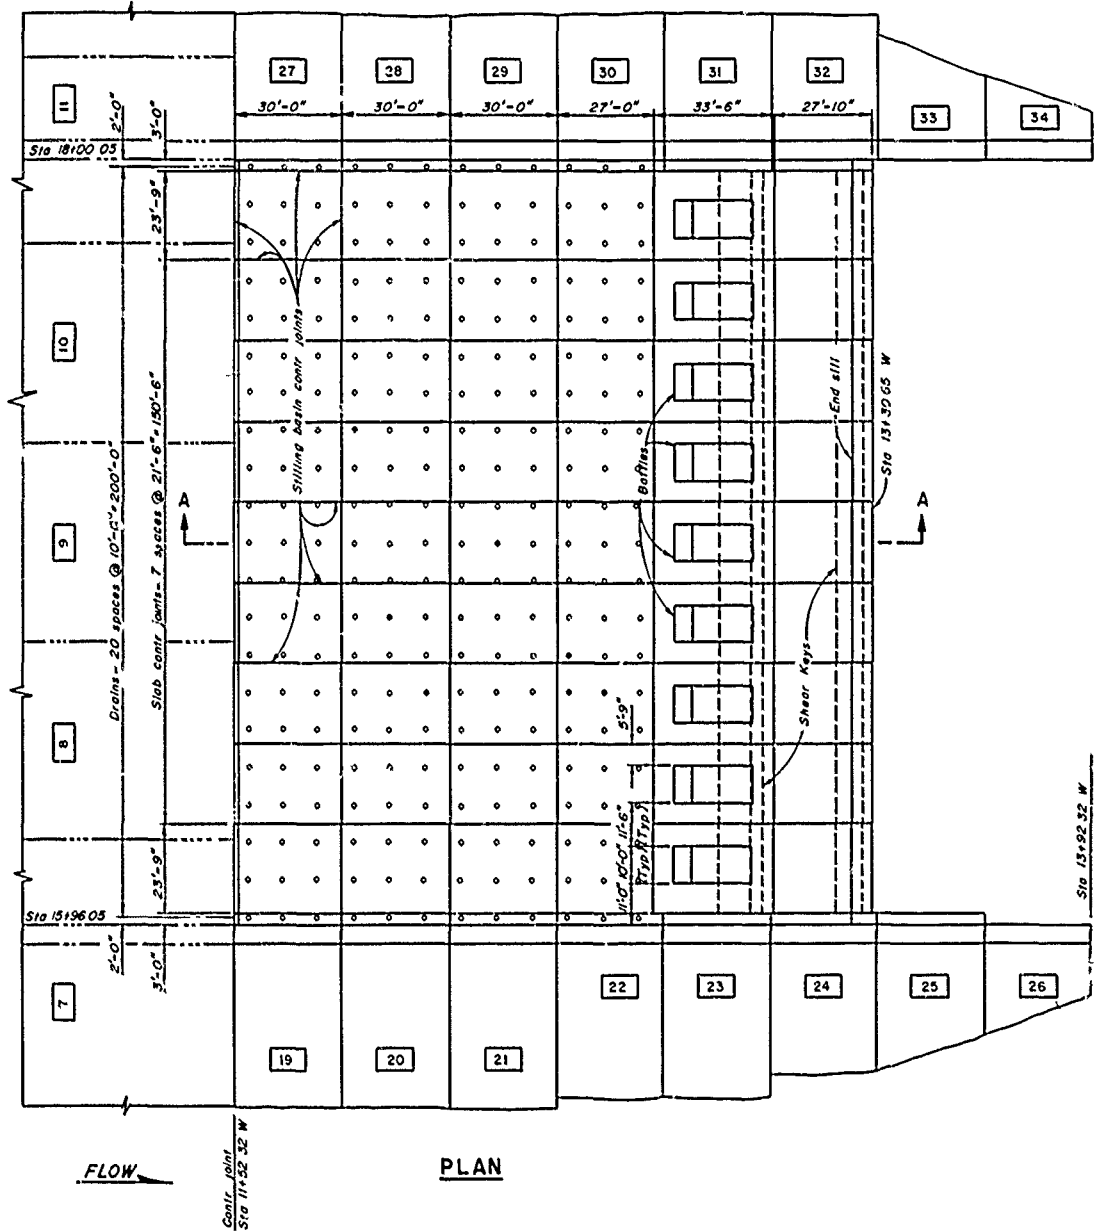 27
28
29
30
31
32
33
34
11
10
9
8
7
30'-0"
30'-0"
30'-0"
27'-0"
33'-6"
27'-10"
2'-0"
3'-0"
Sta 18+00 05
23'-9"
Drains - 20 spaces @ 10'-0" = 200'-0"
Slab contr joints - 7 spaces @ 21'-6" = 150'-6"
Stilling basin contr joints
Baffles
End sill
Sta 13+30 65 W
A
A
Shear Keys
5'-9"
11'-6"
(Typ)
10'-0"
(Typ)
11'-0"
23'-9"
Sta 15+96 05
2'-0"
3'-0"
Sta 13+92 32 W
22
23
24
25
26
19
20
21
Contr joint
Sta 11+52 32 W
FLOW
PLAN